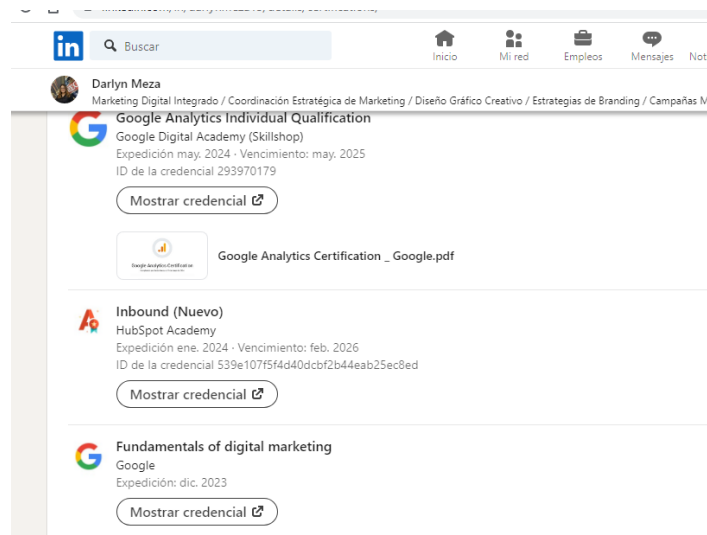 in
Buscar
Inicio
Mi red
Empleos
Mensajes
Not
Darlyn Meza
Marketing Digital Integrado / Coordinación Estratégica de Marketing / Diseño Gráfico Creativo / Estrategias de Branding / Campañas M
Google Analytics Individual Qualification
Google Digital Academy (Skillshop)
Expedición may. 2024 · Vencimiento: may. 2025
ID de la credencial 293970179
Mostrar credencial
Google Analytics Certification
Google Analytics Certification _ Google.pdf
Inbound (Nuevo)
HubSpot Academy
Expedición ene. 2024 · Vencimiento: feb. 2026
ID de la credencial 539e107f5f4d40dcbf2b44eab25ec8ed
Mostrar credencial
Fundamentals of digital marketing
Google
Expedición: dic. 2023
Mostrar credencial